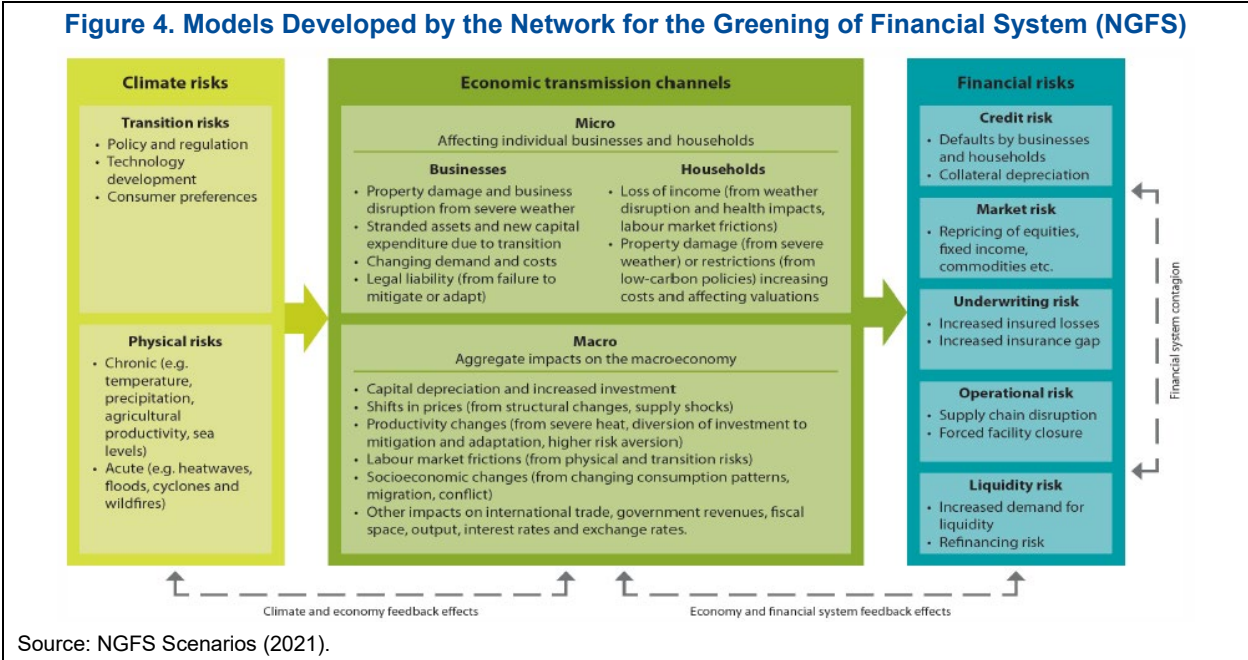 Figure 4. Models Developed by the Network for the Greening of Financial System (NGFS)
Climate risks
Transition risks
• Policy and regulation
• Technology
development
• Consumer preferences
Physical risks
• Chronic (e.g.
temperature,
precipitation,
agricultural
productivity, sea
levels)
• Acute (e.g. heatwaves,
floods, cyclones and
wildfires)
Economic transmission channels
Micro
Affecting individual businesses and households
Businesses
• Property damage and business
disruption from severe weather
• Stranded assets and new capital
expenditure due to transition
• Changing demand and costs
• Legal liability (from failure to
mitigate or adapt)
Households
• Loss of income (from weather
disruption and health impacts,
labour market frictions)
• Property damage (from severe
weather) or restrictions (from
low-carbon policies) increasing
costs and affecting valuations
Macro
Aggregate impacts on the macroeconomy
• Capital depreciation and increased investment
• Shifts in prices (from structural changes, supply shocks)
• Productivity changes (from severe heat, diversion of investment to
mitigation and adaptation, higher risk aversion)
• Labour market frictions (from physical and transition risks)
• Socioeconomic changes (from changing consumption patterns,
migration, conflict)
• Other impacts on international trade, government revenues, fiscal
space, output, interest rates and exchange rates.
Financial risks
Credit risk
• Defaults by businesses
and households
• Collateral depreciation
Market risk
• Repricing of equities,
fixed income,
commodities etc.
Underwriting risk
• Increased insured losses
• Increased insurance gap
Operational risk
• Supply chain disruption
• Forced facility closure
Liquidity risk
• Increased demand for
liquidity
• Refinancing risk
Financial system contagion
Climate and economy feedback effects
Economy and financial system feedback effects
Source: NGFS Scenarios (2021).